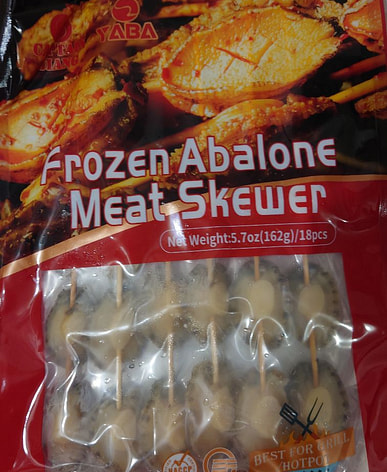 YABA
Frozen Abalone
Meat Skewer
Net Weight:5.7oz(162g)/18pcs
BEST FOR GRILL
/HOTPOT